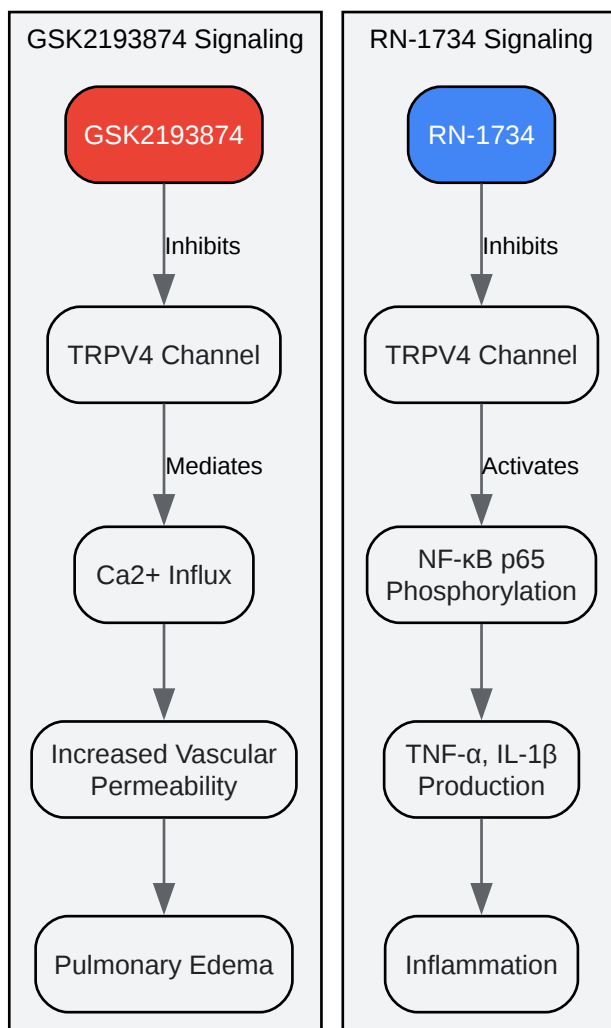 GSK2193874 Signaling
GSK2193874
Inhibits
TRPV4 Channel
Mediates
Ca2+ Influx
Increased Vascular
Permeability
Pulmonary Edema
RN-1734 Signaling
RN-1734
Inhibits
TRPV4 Channel
Activates
NF-κB p65
Phosphorylation
TNF-α, IL-1β
Production
Inflammation